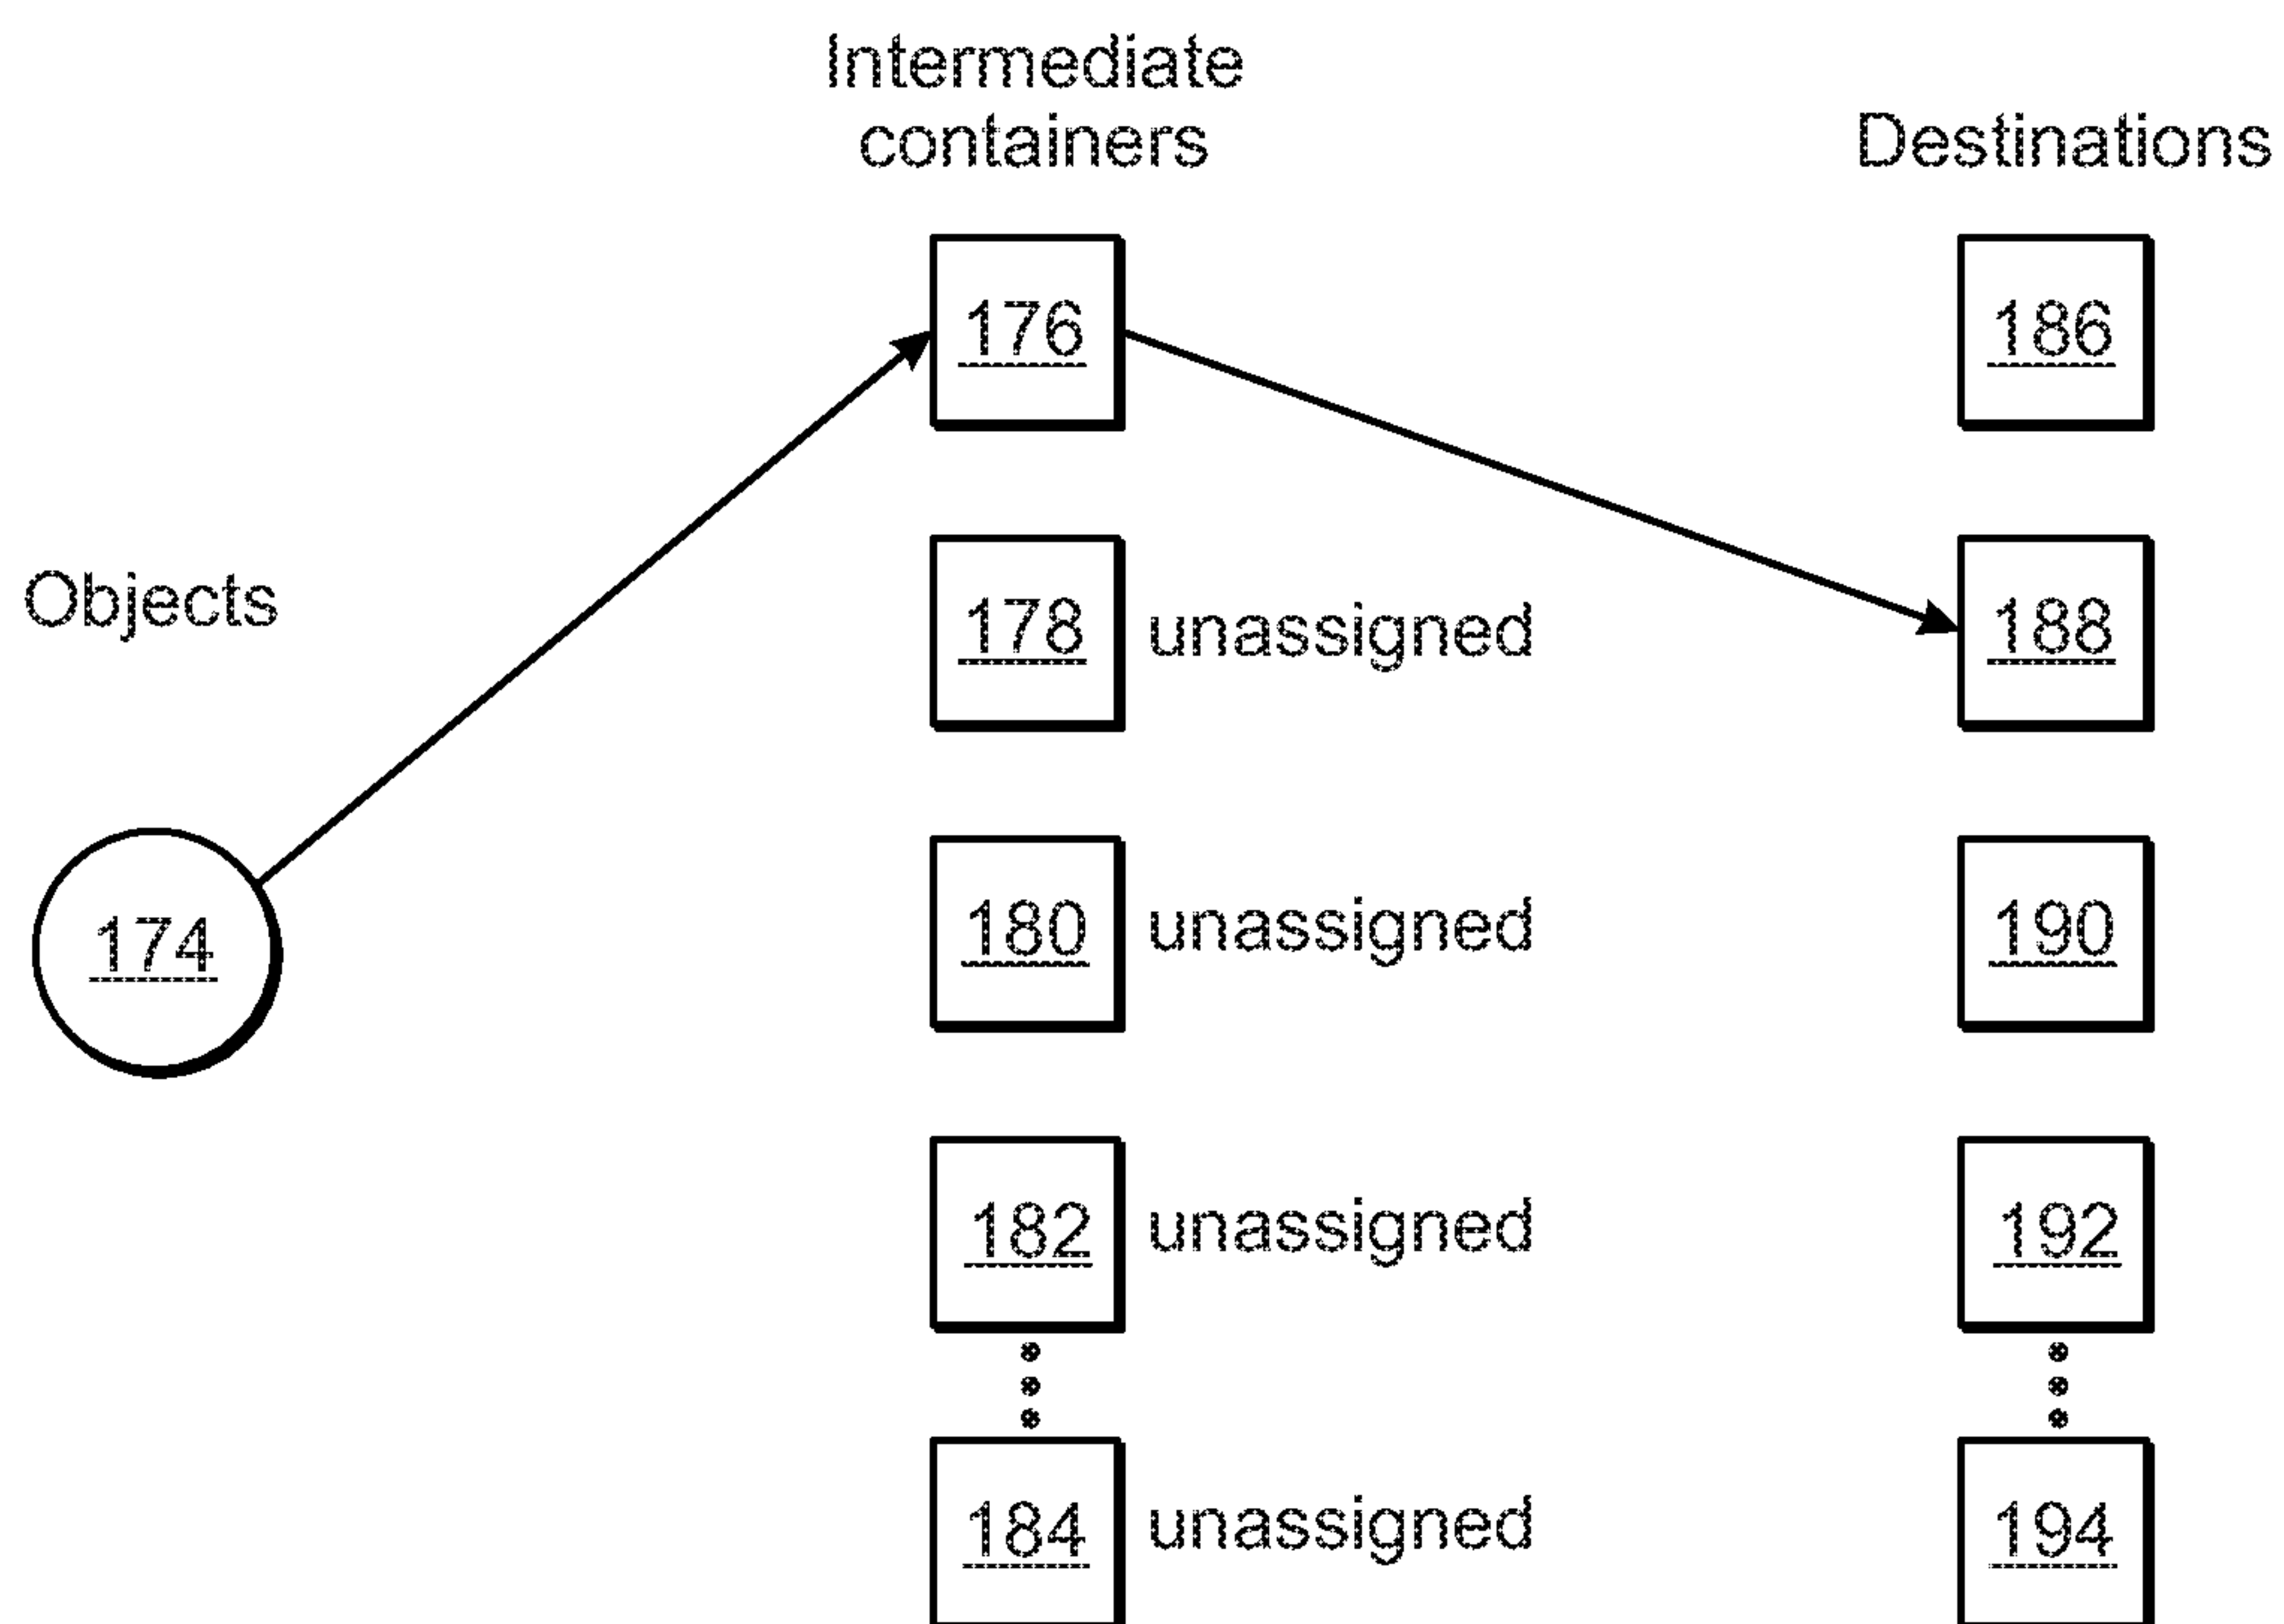 Intermediate
containers
Destinations
176
186
Objects
178 unassigned
188
174
180 unassigned
190
182 unassigned
192
184 unassigned
194